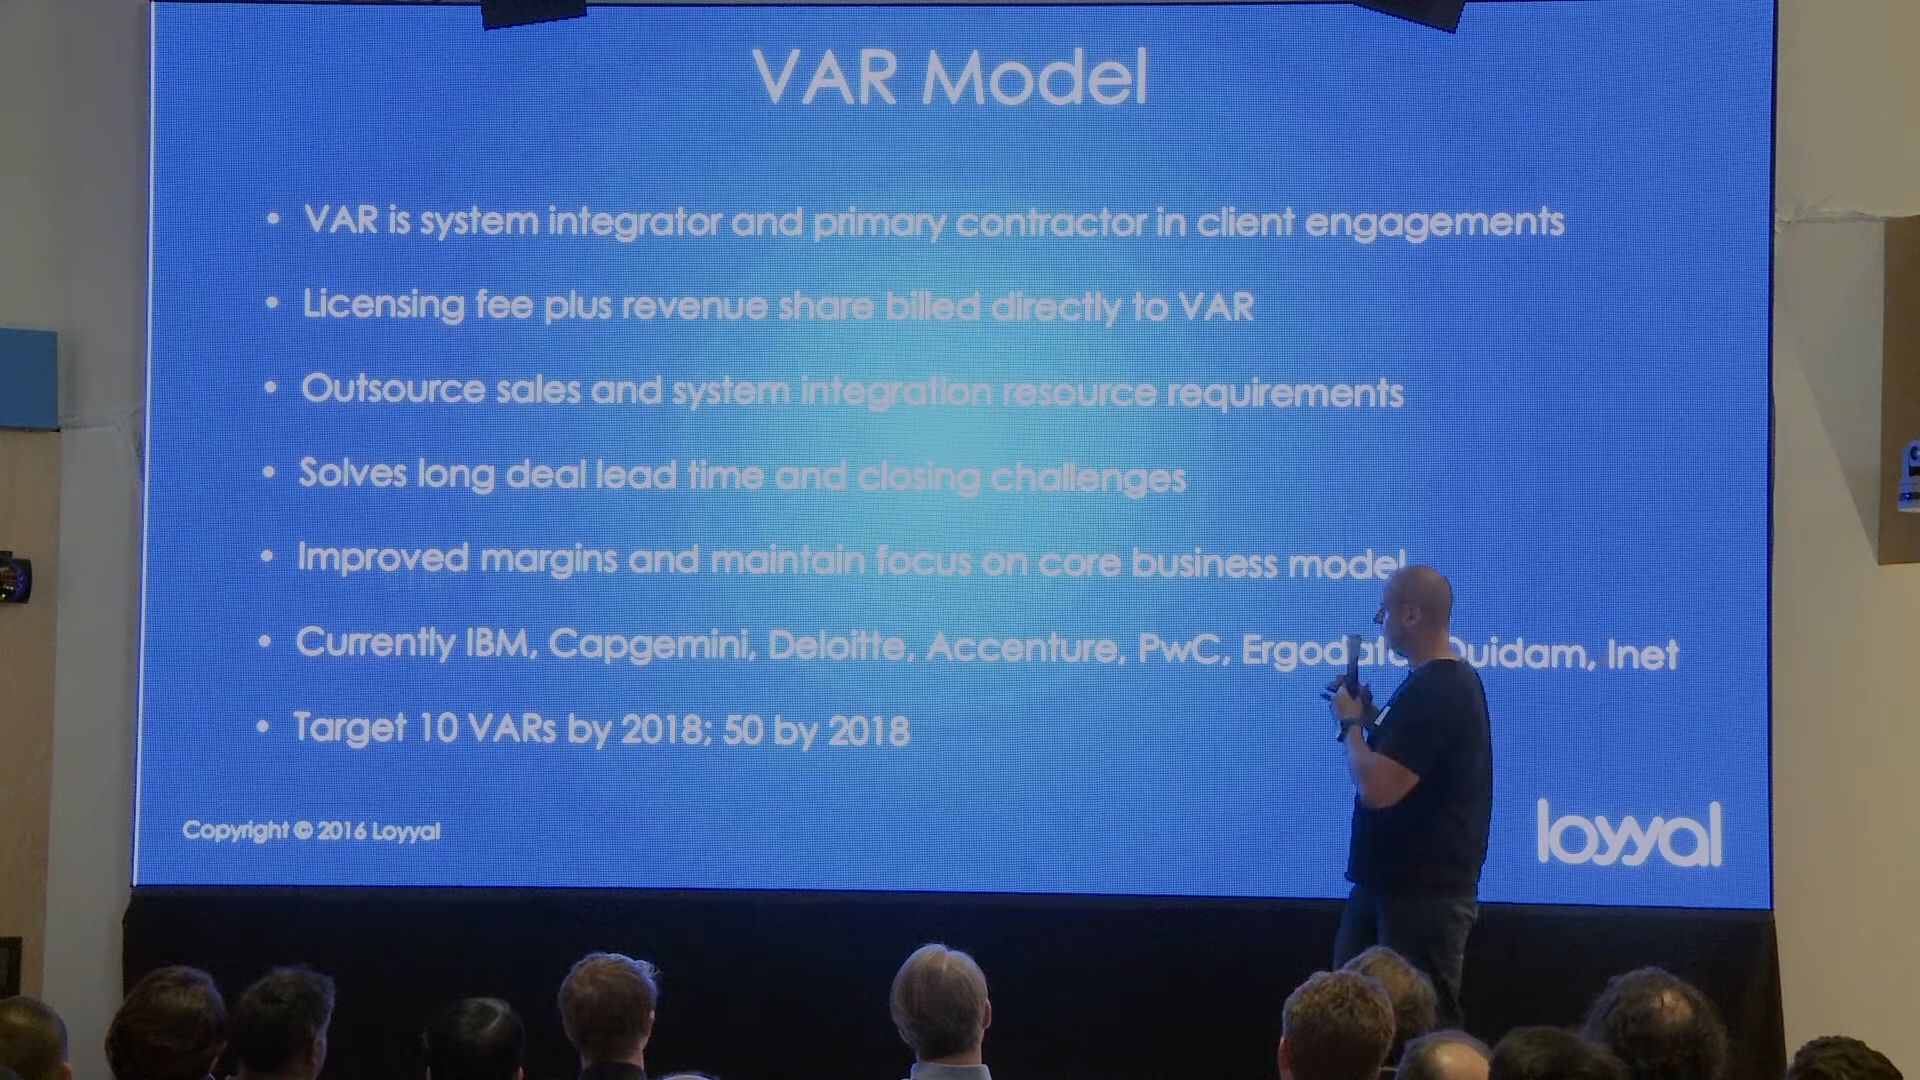 VAR Model
• VAR is system integrator and primary contractor in client engagements
• Licensing fee plus revenue share billed directly to VAR
• Outsource sales and system integration resource requirements
• Solves long deal lead time and closing challenges
• Improved margins and maintain focus on core business model
• Currently IBM, Capgemini, Deloitte, Accenture, PwC, Inet
• Target 10 VARs by 2018; 50 by 2018
Copyright © 2016 Loyyal
loyyal